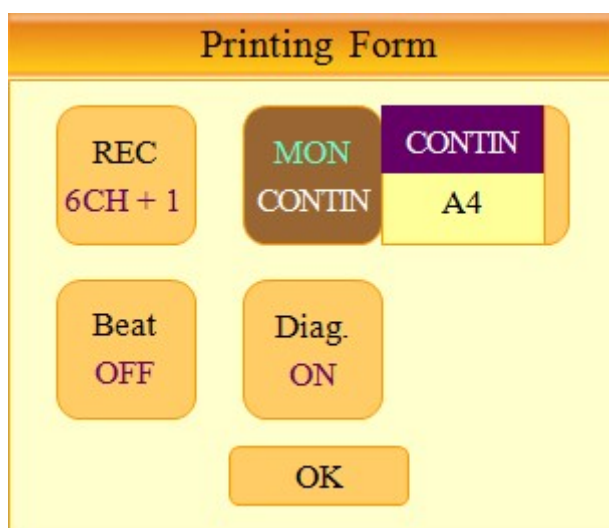 Printing Form
REC
6CH + 1
MON
CONTIN
CONTIN
A4
Beat
OFF
Diag.
ON
OK